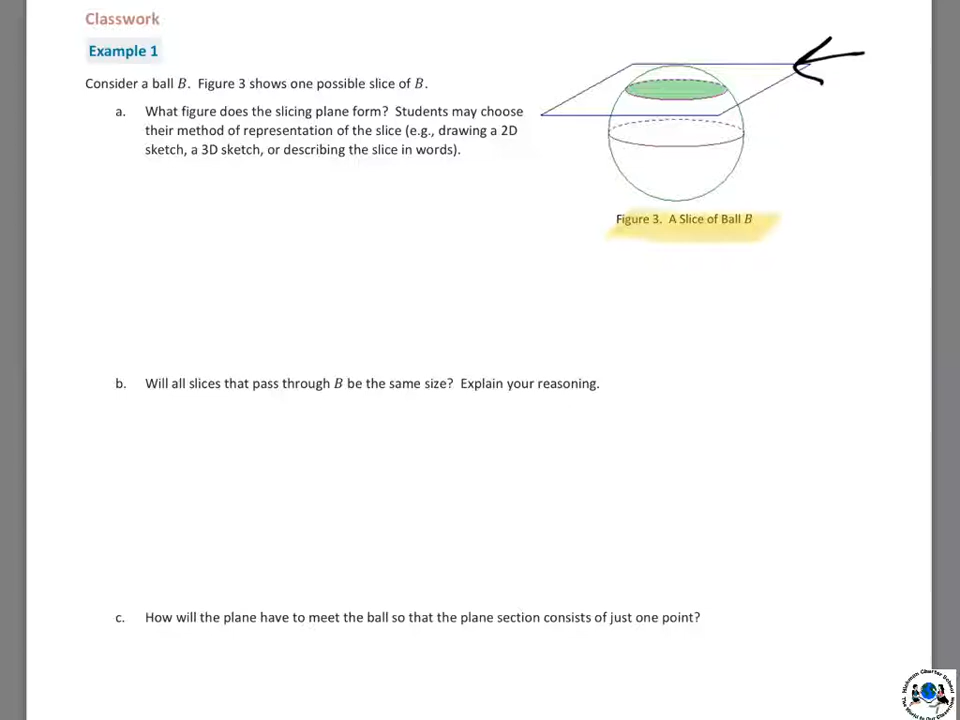 Classwork
Example 1
Consider a ball B. Figure 3 shows one possible slice of B.
a. What figure does the slicing plane form? Students may choose
their method of representation of the slice (e.g., drawing a 2D
sketch, a 3D sketch, or describing the slice in words).
Figure 3. A Slice of Ball B
b. Will all slices that pass through B be the same size? Explain your reasoning.
c. How will the plane have to meet the ball so that the plane section consists of just one point?
Hickman Charter School